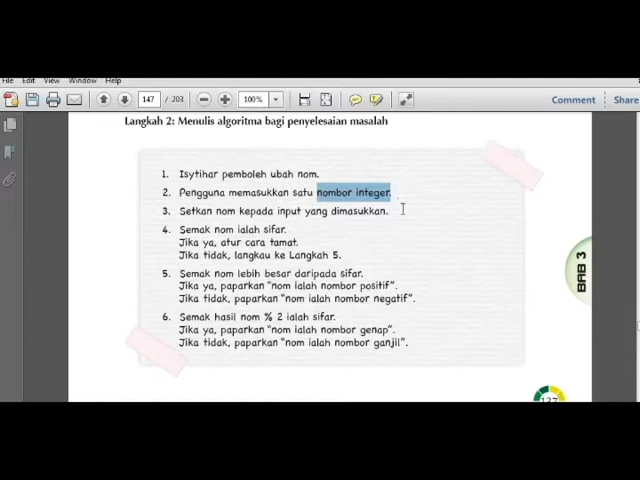 File Edit View Window Help
147 / 203 100% Comment Share
Langkah 2: Menulis algoritma bagi penyelesaian masalah
1. Isytihar pemboleh ubah nom.
2. Pengguna memasukkan satu nombor integer.
3. Setkan nom kepada input yang dimasukkan.
4. Semak nom ialah sifar.
Jika ya, atur cara tamat.
Jika tidak, langkau ke Langkah 5.
5. Semak nom lebih besar daripada sifar.
Jika ya, paparkan "nom ialah nombor positif".
Jika tidak, paparkan "nom ialah nombor negatif".
6. Semak hasil nom % 2 ialah sifar.
Jika ya, paparkan "nom ialah nombor genap".
Jika tidak, paparkan "nom ialah nombor ganjil".
BAB 3
137